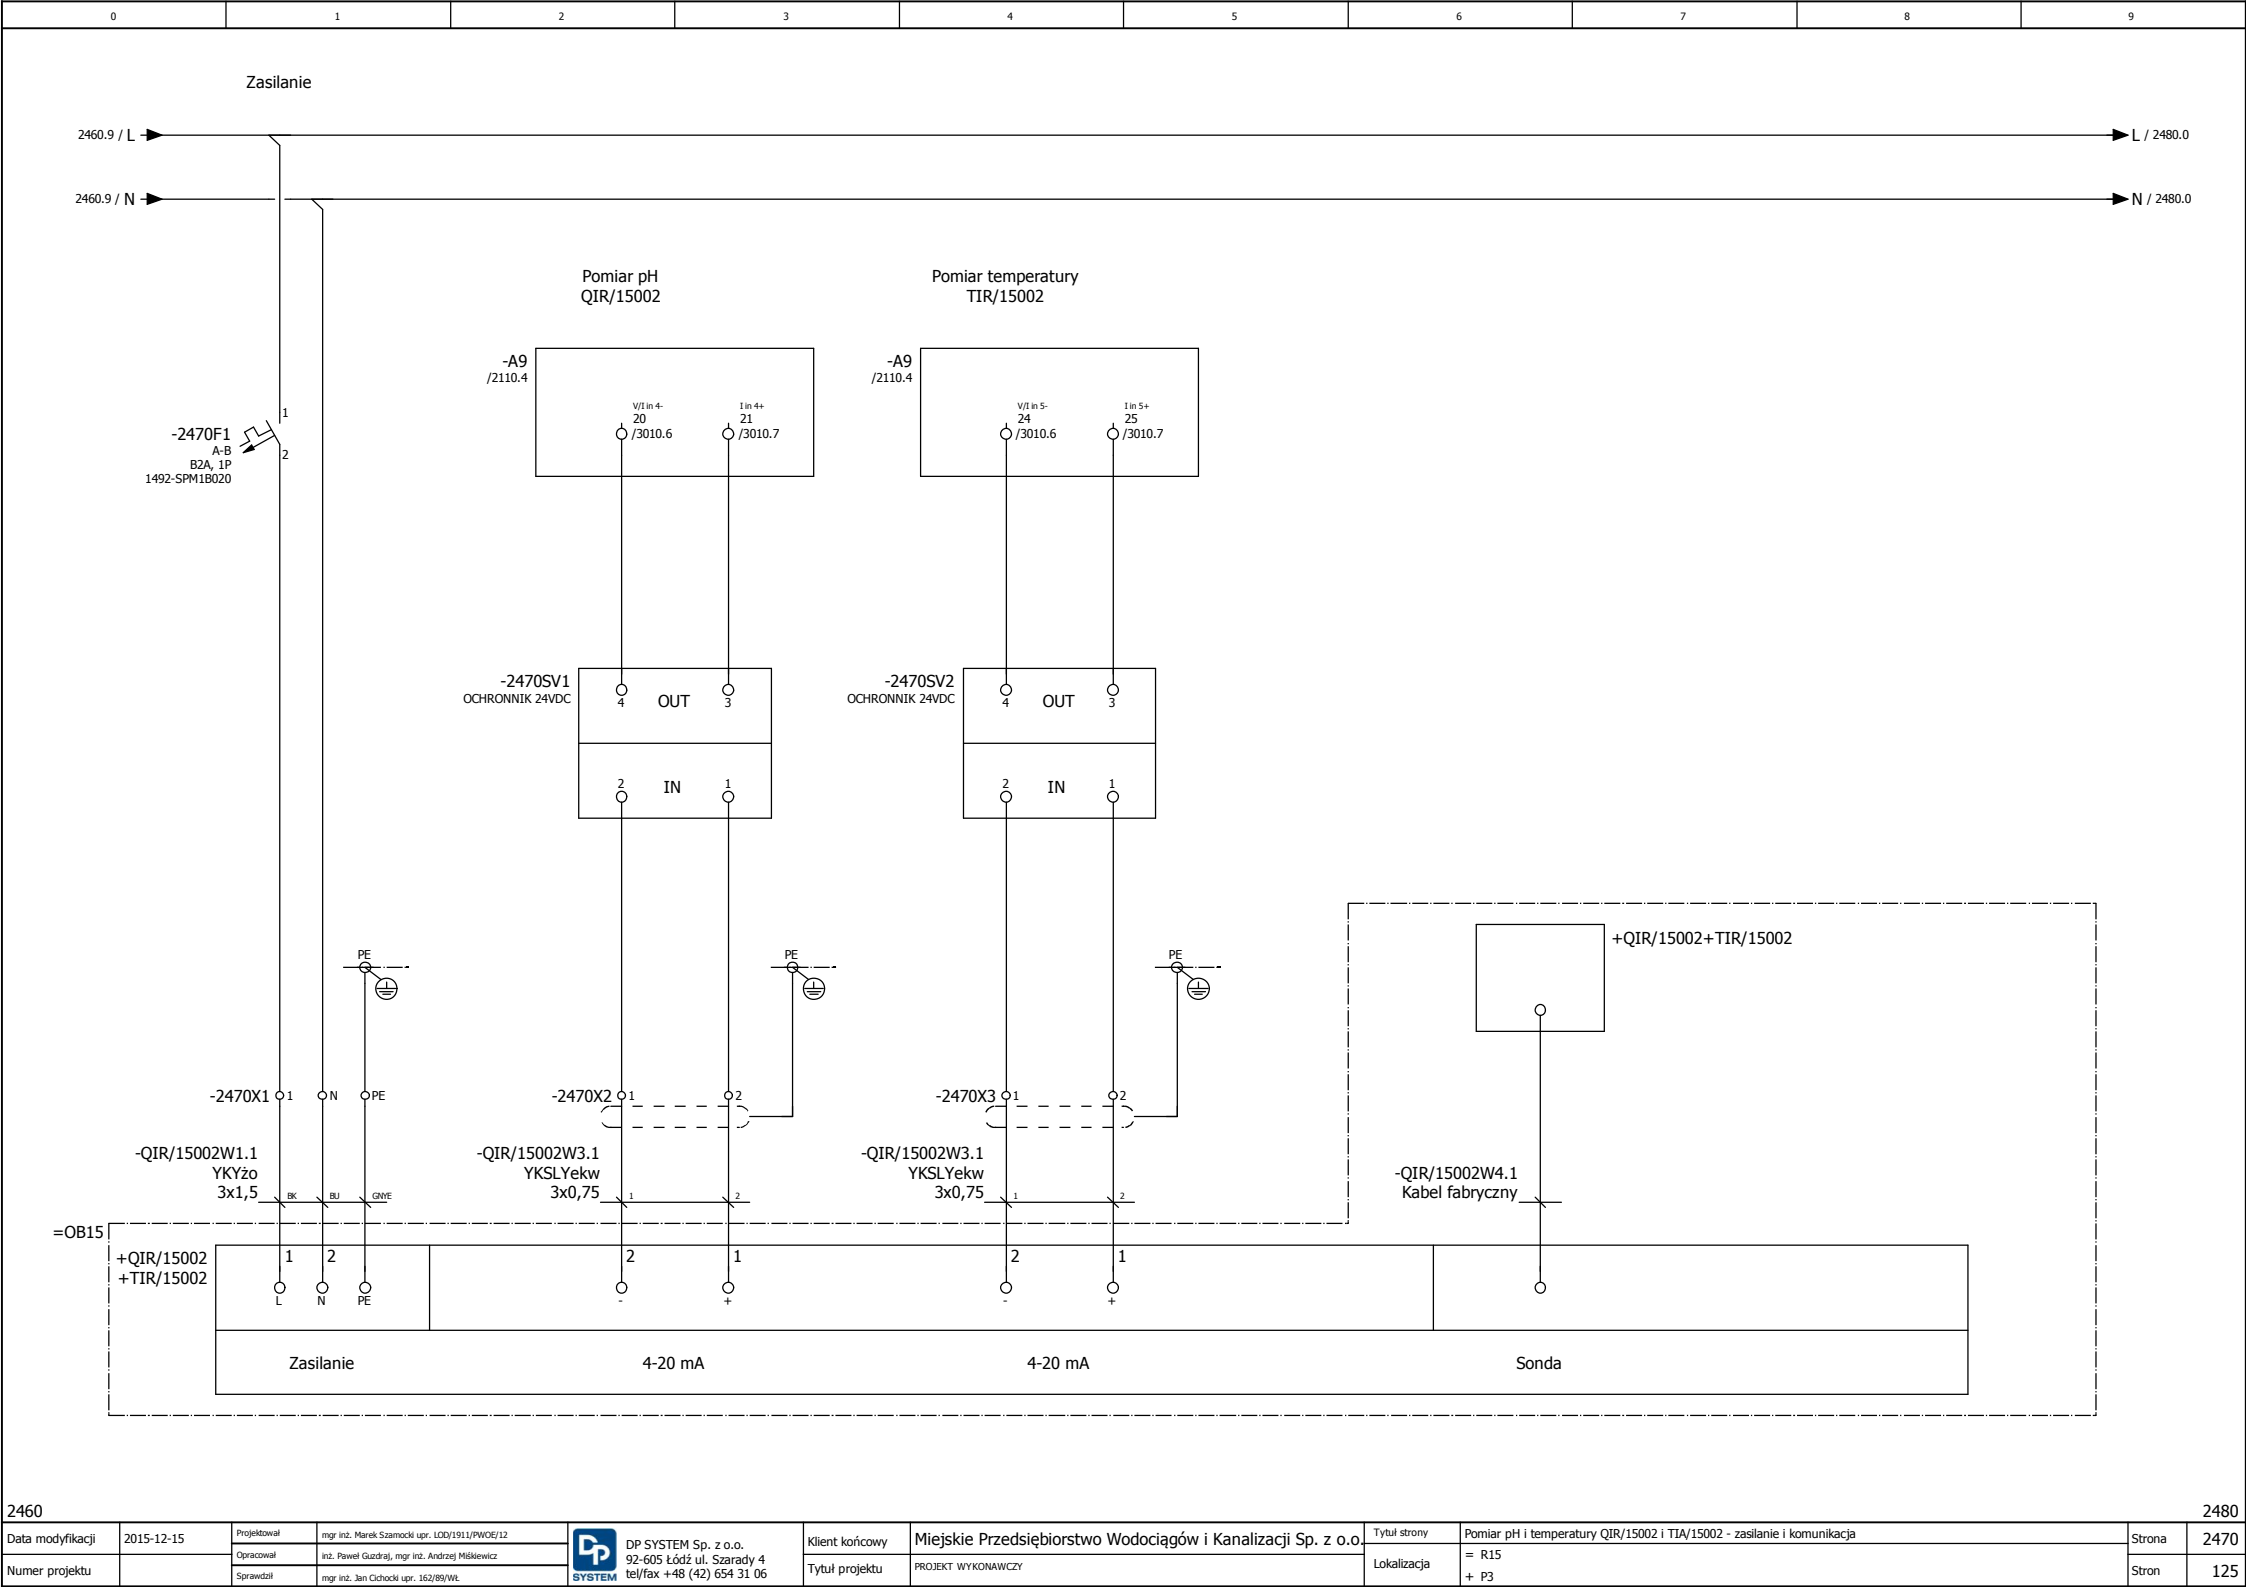 0 1 2 3 4 5 6 7 8 9
Zasilanie
2460.9 / L
L / 2480.0
2460.9 / N
N / 2480.0
Pomiar pH
QIR/15002
Pomiar temperatury
TIR/15002
-A9
/2110.4
V/I in 4-
20
/3010.6
I in 4+
21
/3010.7
-A9
/2110.4
V/I in 5-
24
/3010.6
I in 5+
25
/3010.7
-2470F1
A-B
B2A, 1P
1492-SPM1B020
1
2
-2470SV1
OCHRONNIK 24VDC
4 OUT 3
2 IN 1
-2470SV2
OCHRONNIK 24VDC
4 OUT 3
2 IN 1
PE
PE
PE
+QIR/15002+TIR/15002
-2470X1 1 N PE
-2470X2 1 2
-2470X3 1 2
-QIR/15002W1.1
YKYżo
3x1,5
BK BU GNYE
-QIR/15002W3.1
YKSLYekw
3x0,75
1 2
-QIR/15002W3.1
YKSLYekw
3x0,75
1 2
-QIR/15002W4.1
Kabel fabryczny
=OB15
+QIR/15002
+TIR/15002
1 2
L N PE
2 1
- +
2 1
- +
Zasilanie
4-20 mA
4-20 mA
Sonda
2460
2480
Data modyfikacji 2015-12-15
Numer projektu
Projektował mgr inż. Marek Szamocki upr. LOD/1911/PWOE/12
Opracował inż. Paweł Guzdraj, mgr inż. Andrzej Miśkiewicz
Sprawdził mgr inż. Jan Cichocki upr. 162/89/WŁ
Dp
SYSTEM
DP SYSTEM Sp. z o.o.
92-605 Łódź ul. Szarady 4
tel/fax +48 (42) 654 31 06
Klient końcowy Miejskie Przedsiębiorstwo Wodociągów i Kanalizacji Sp. z o.o.
Tytuł projektu PROJEKT WYKONAWCZY
Tytuł strony Pomiar pH i temperatury QIR/15002 i TIA/15002 - zasilanie i komunikacja
Lokalizacja
= R15
+ P3
Strona 2470
Stron 125